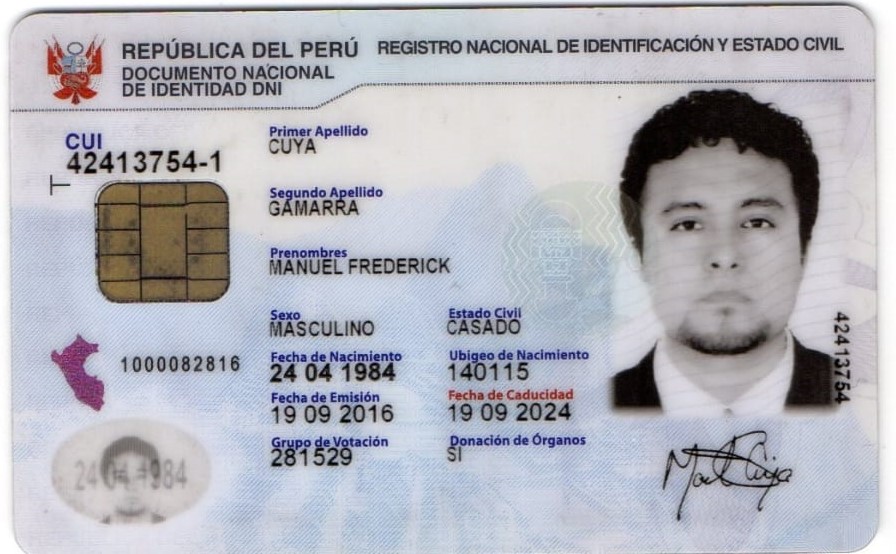 REPÚBLICA DEL PERÚ
REGISTRO NACIONAL DE IDENTIFICACIÓN Y ESTADO CIVIL
DOCUMENTO NACIONAL
DE IDENTIDAD DNI
CUI
42413754-1
Primer Apellido
CUYA
Segundo Apellido
GAMARRA
Prenombres
MANUEL FREDERICK
Sexo
MASCULINO
Estado Civil
CASADO
Fecha de Nacimiento
24 04 1984
Ubigeo de Nacimiento
140115
Fecha de Emisión
19 09 2016
Fecha de Caducidad
19 09 2024
Grupo de Votación
281529
Donación de Órganos
SI
1000082816
24 04 1984
42413754